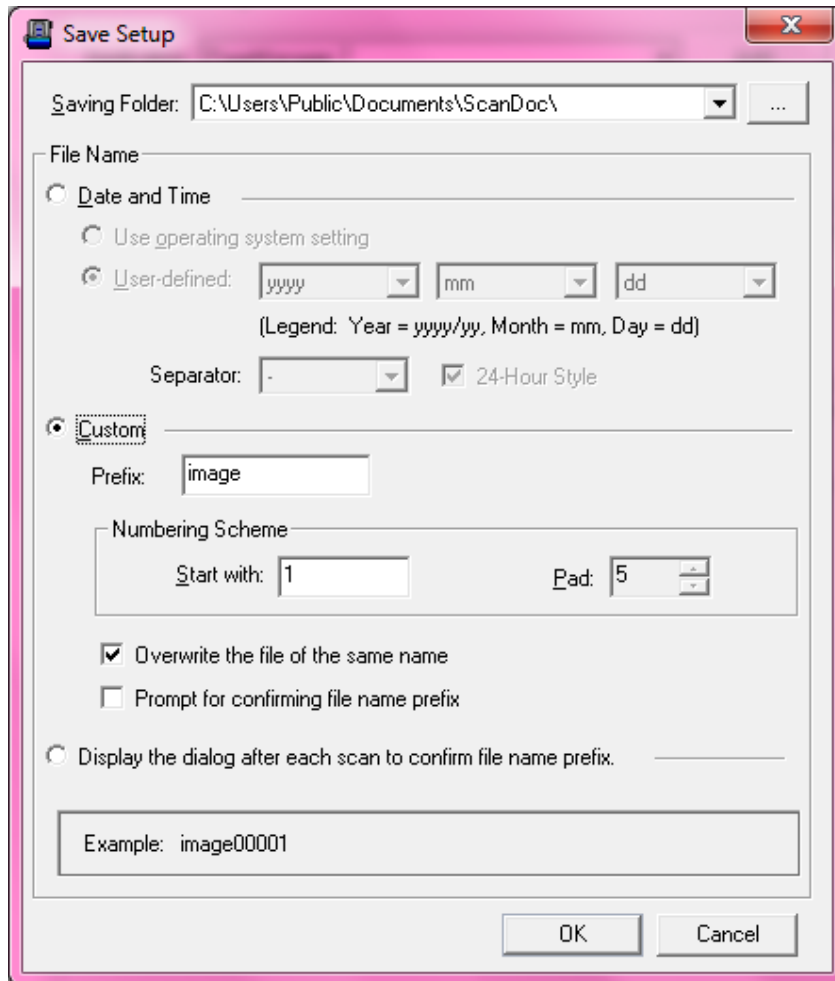 Save Setup
Saving Folder: C:\Users\Public\Documents\ScanDoc\ ...
File Name
Date and Time
Use operating system setting
User-defined: yyyy mm dd
(Legend: Year = yyyy/yy, Month = mm, Day = dd)
Separator: - 24-Hour Style
Custom
Prefix: image
Numbering Scheme
Start with: 1 Pad: 5
Overwrite the file of the same name
Prompt for confirming file name prefix
Display the dialog after each scan to confirm file name prefix.
Example: image00001
OK Cancel